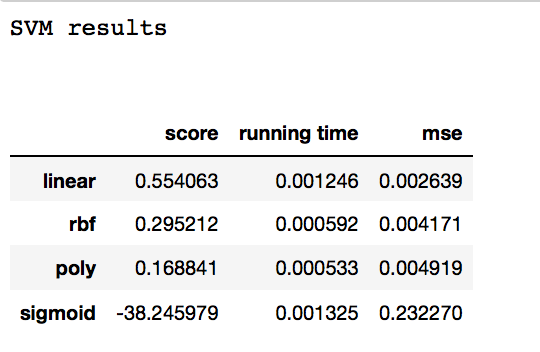 SVM results
score running time mse
linear 0.554063 0.001246 0.002639
rbf 0.295212 0.000592 0.004171
poly 0.168841 0.000533 0.004919
sigmoid -38.245979 0.001325 0.232270